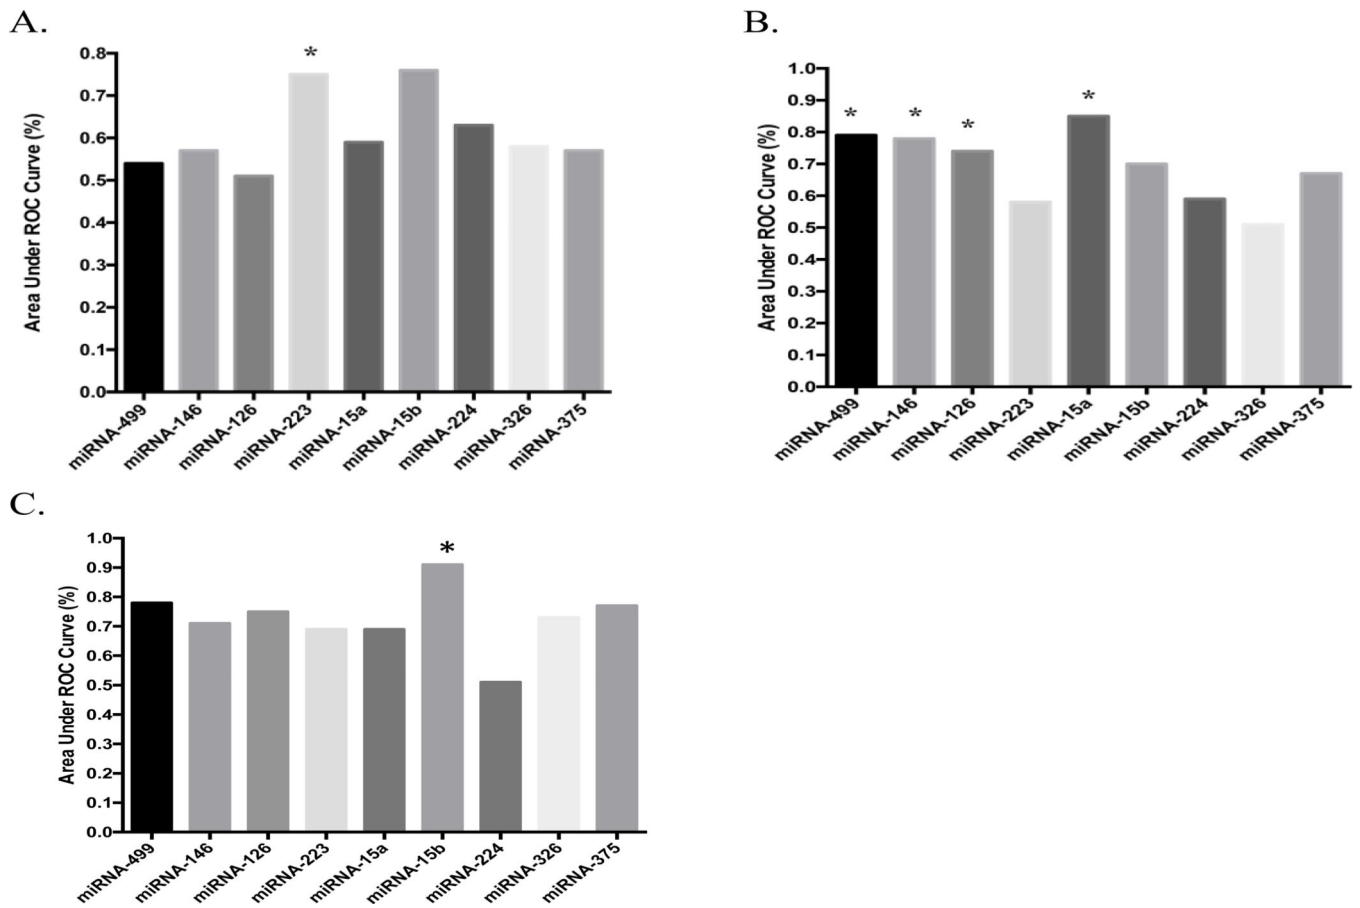 A.
*
0.8
0.7
0.6
0.5
0.4
0.3
0.2
0.1
0.0
Area Under ROC Curve (%)
miRNA-499
miRNA-146
miRNA-126
miRNA-223
miRNA-15a
miRNA-15b
miRNA-224
miRNA-326
miRNA-375
B.
* * * *
1.0
0.9
0.8
0.7
0.6
0.5
0.4
0.3
0.2
0.1
0.0
Area Under ROC Curve (%)
miRNA-499
miRNA-146
miRNA-126
miRNA-223
miRNA-15a
miRNA-15b
miRNA-224
miRNA-326
miRNA-375
C.
*
1.0
0.9
0.8
0.7
0.6
0.5
0.4
0.3
0.2
0.1
0.0
Area Under ROC Curve (%)
miRNA-499
miRNA-146
miRNA-126
miRNA-223
miRNA-15a
miRNA-15b
miRNA-224
miRNA-326
miRNA-375